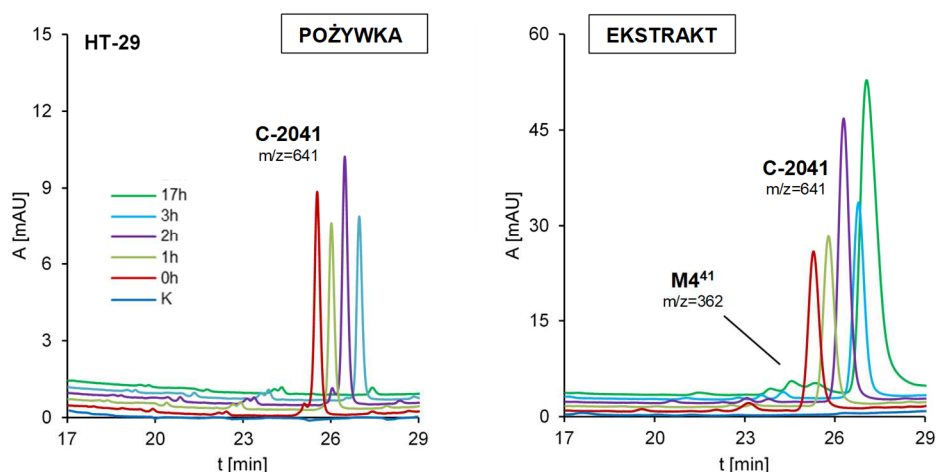 HT-29
POŻYWKA
A [mAU]
15
12
9
6
3
0
C-2041
m/z=641
17h
3h
2h
1h
0h
K
17 20 23 26 29
t [min]
EKSTRAKT
A [mAU]
60
45
30
15
0
C-2041
m/z=641
M4⁴¹
m/z=362
17 20 23 26 29
t [min]